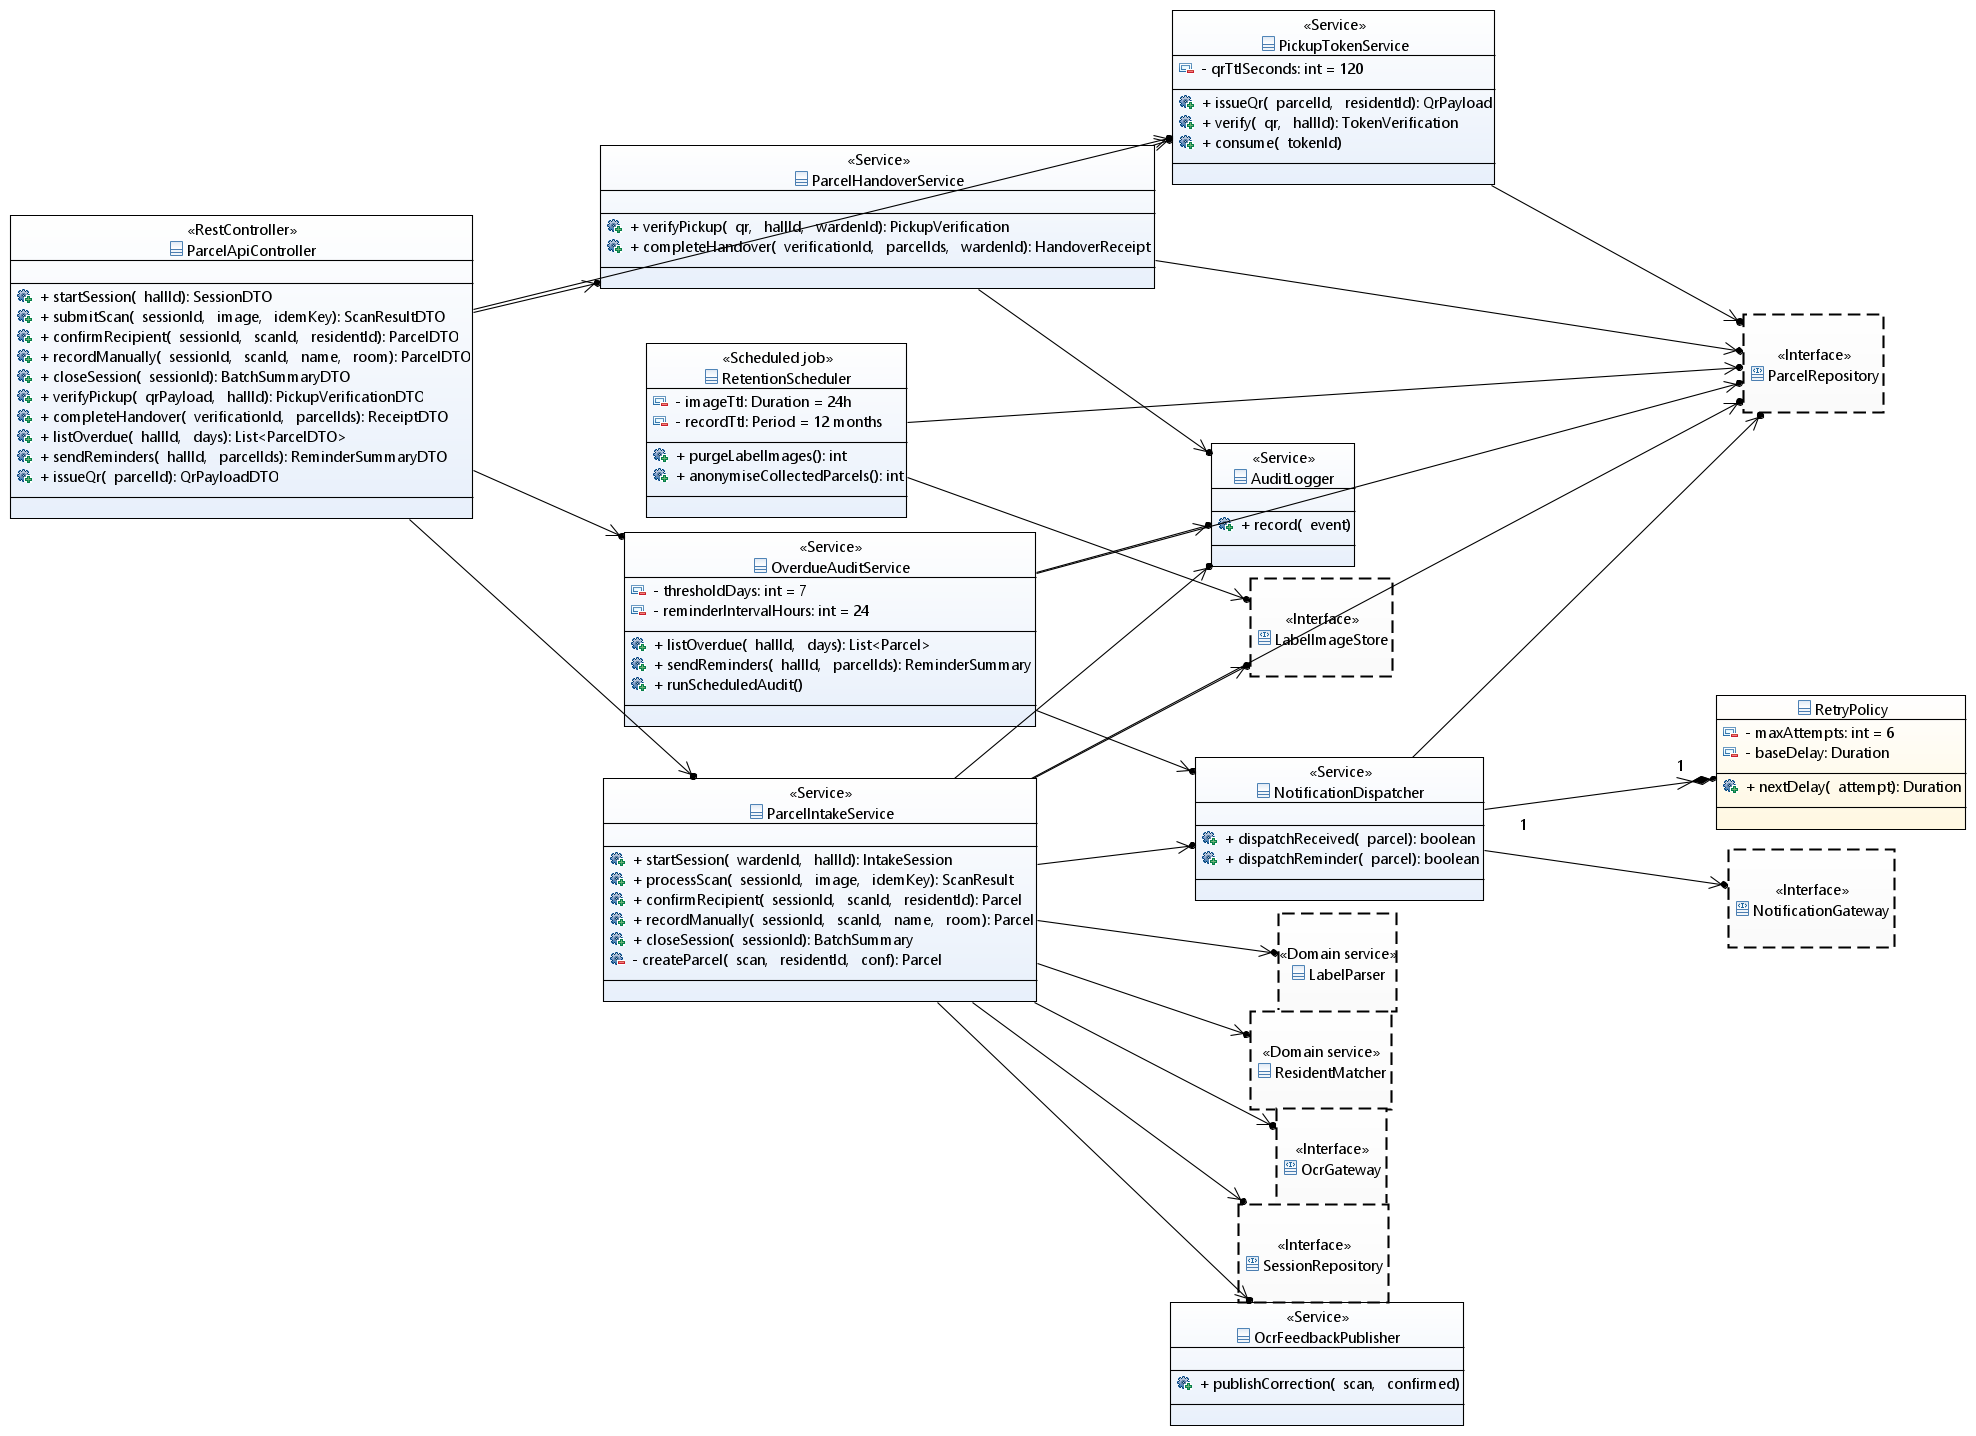 «Service»
PickupTokenService
- qrTtlSeconds: int = 120
+ issueQr( parcelId, residentId): QrPayload
+ verify( qr, hallId): TokenVerification
+ consume( tokenId)
«Service»
ParcelHandoverService
+ verifyPickup( qr, hallId, wardenId): PickupVerification
+ completeHandover( verificationId, parcelIds, wardenId): HandoverReceipt
«RestController»
ParcelApiController
+ startSession( hallId): SessionDTO
+ submitScan( sessionId, image, idemKey): ScanResultDTO
+ confirmRecipient( sessionId, scanId, residentId): ParcelDTO
+ recordManually( sessionId, scanId, name, room): ParcelDTO
+ closeSession( sessionId): BatchSummaryDTO
+ verifyPickup( qrPayload, hallId): PickupVerificationDTO
+ completeHandover( verificationId, parcelIds): ReceiptDTO
+ listOverdue( hallId, days): List<ParcelDTO>
+ sendReminders( hallId, parcelIds): ReminderSummaryDTO
+ issueQr( parcelId): QrPayloadDTO
«Interface»
ParcelRepository
«Scheduled job»
RetentionScheduler
- imageTtl: Duration = 24h
- recordTtl: Period = 12 months
+ purgeLabelImages(): int
+ anonymiseCollectedParcels(): int
«Service»
AuditLogger
+ record( event)
«Service»
OverdueAuditService
- thresholdDays: int = 7
- reminderIntervalHours: int = 24
+ listOverdue( hallId, days): List<Parcel>
+ sendReminders( hallId, parcelIds): ReminderSummary
+ runScheduledAudit()
«Interface»
LabelImageStore
RetryPolicy
- maxAttempts: int = 6
- baseDelay: Duration
+ nextDelay( attempt): Duration
1
1
«Service»
NotificationDispatcher
+ dispatchReceived( parcel): boolean
+ dispatchReminder( parcel): boolean
«Service»
ParcelIntakeService
+ startSession( wardenId, hallId): IntakeSession
+ processScan( sessionId, image, idemKey): ScanResult
+ confirmRecipient( sessionId, scanId, residentId): Parcel
+ recordManually( sessionId, scanId, name, room): Parcel
+ closeSession( sessionId): BatchSummary
- createParcel( scan, residentId, conf): Parcel
«Interface»
NotificationGateway
«Domain service»
LabelParser
«Domain service»
ResidentMatcher
«Interface»
OcrGateway
«Interface»
SessionRepository
«Service»
OcrFeedbackPublisher
+ publishCorrection( scan, confirmed)